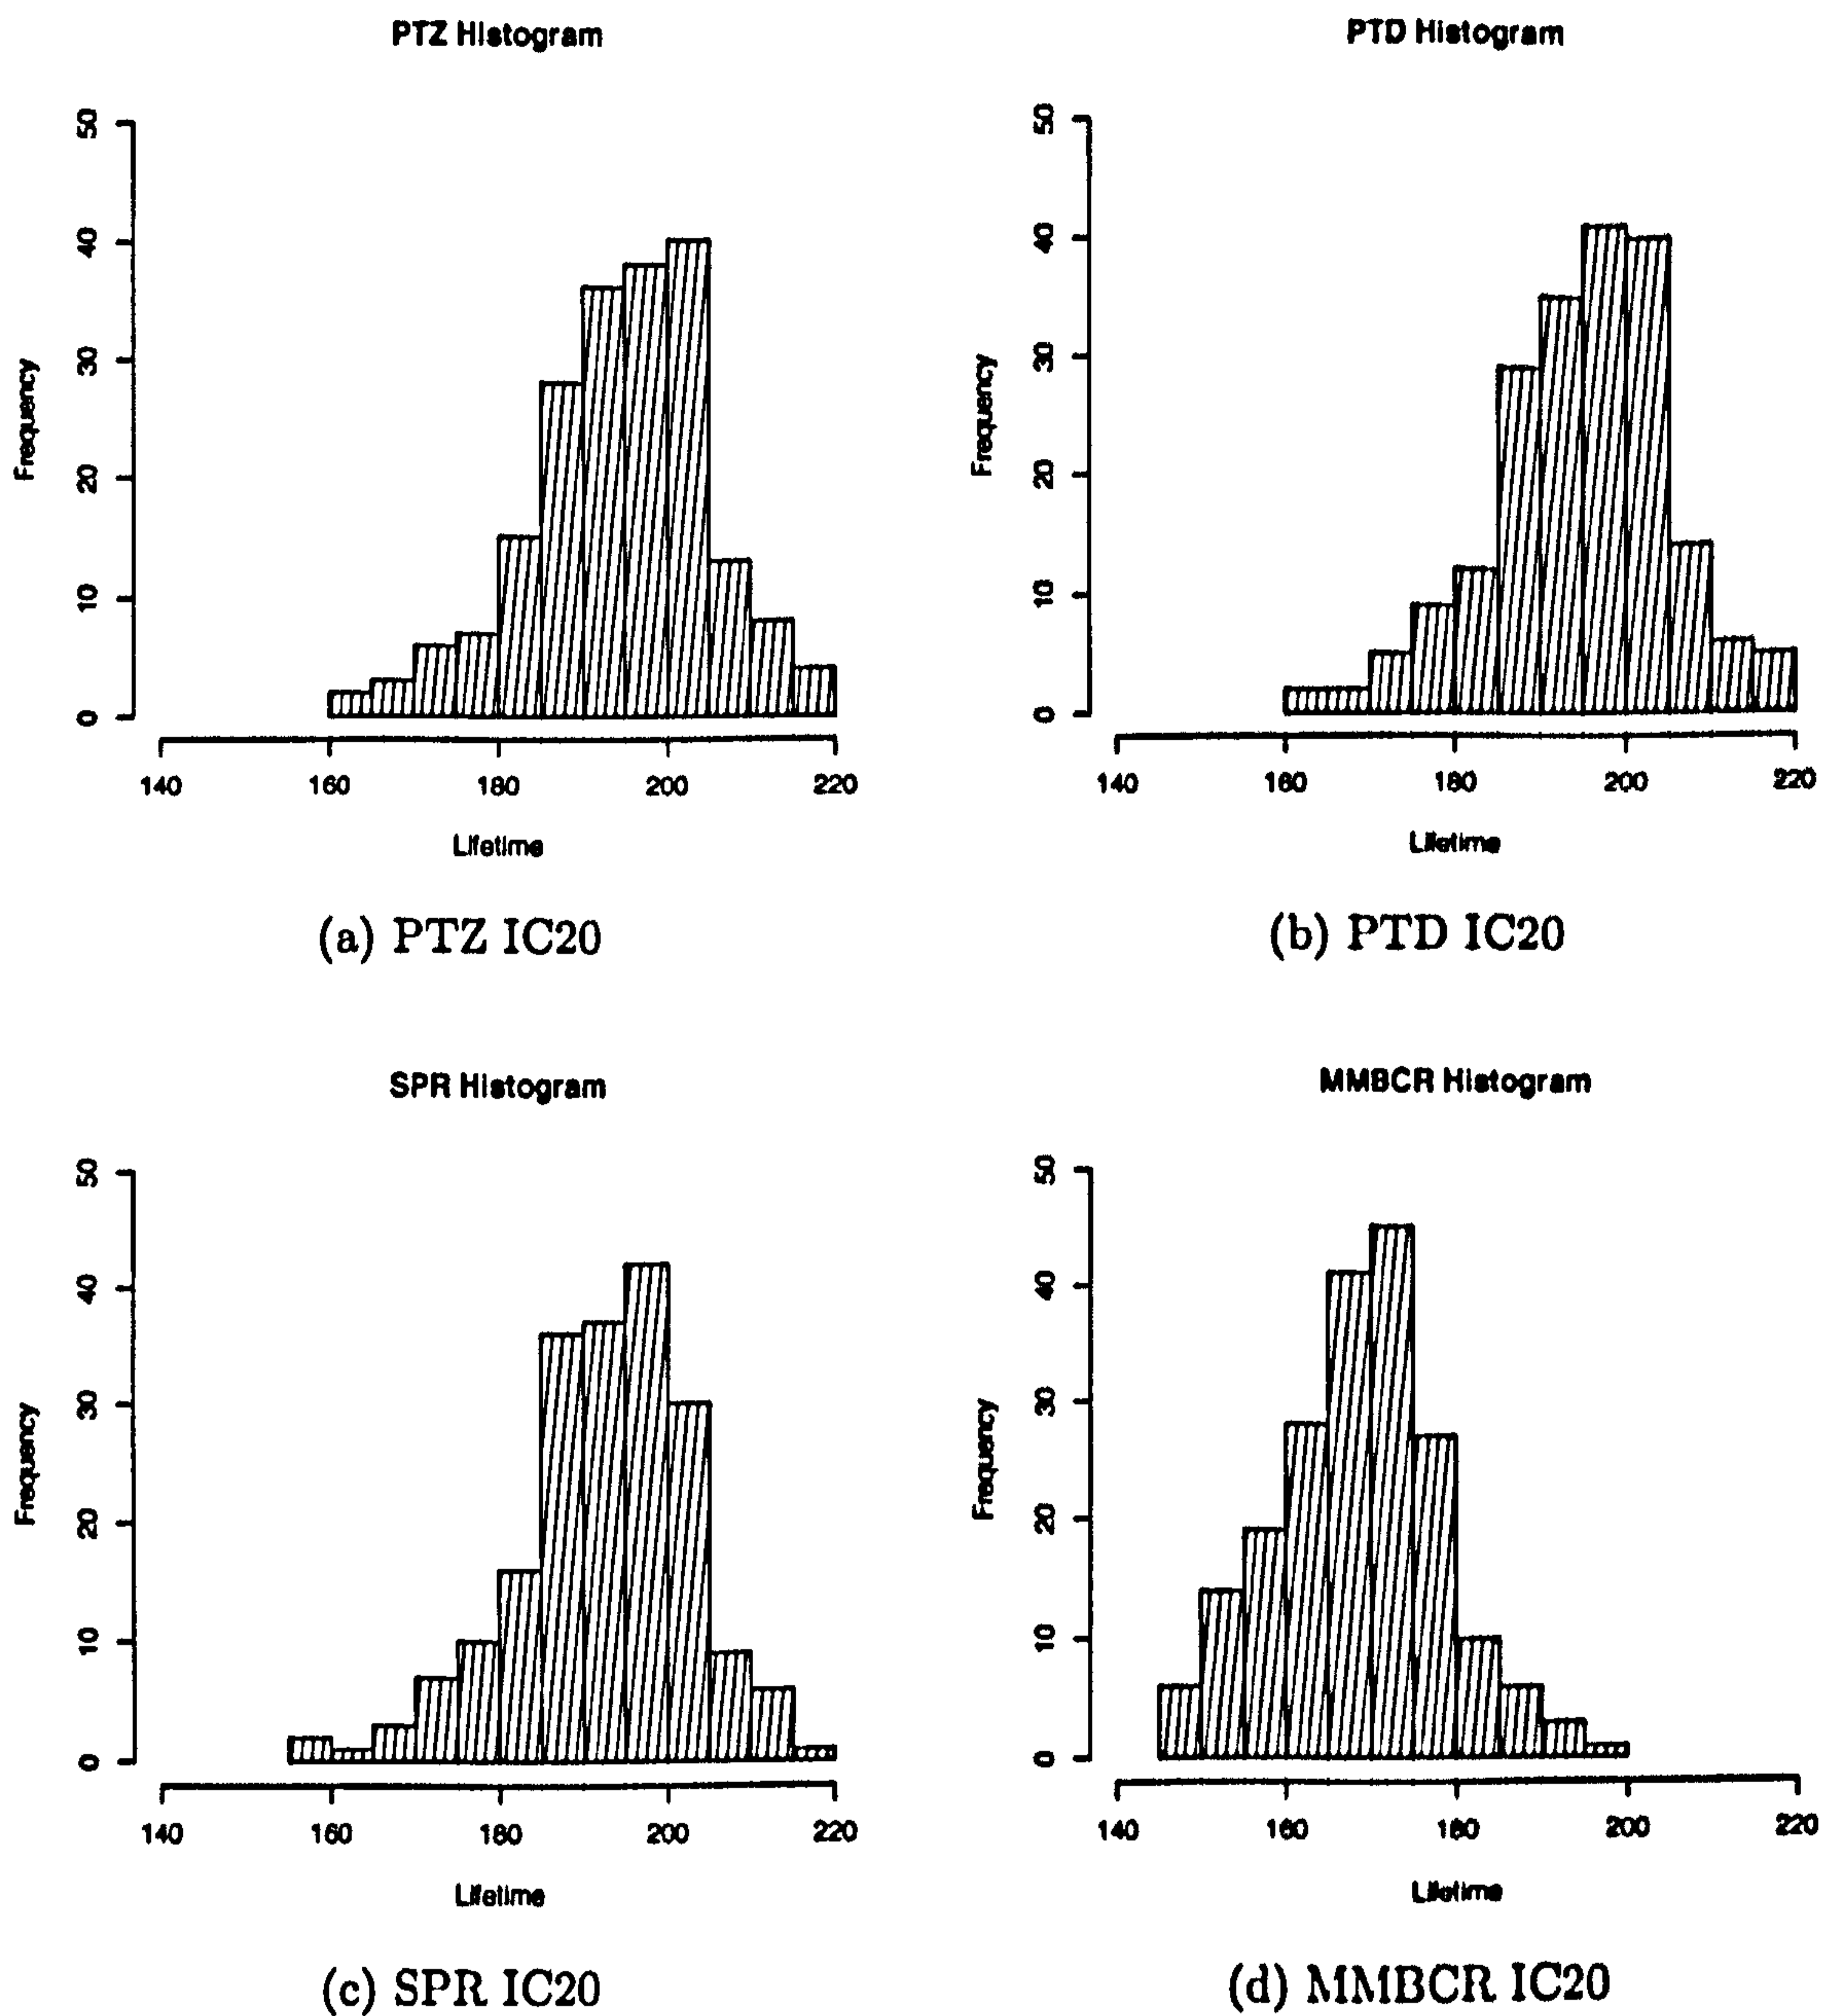 PTZ Histogram
50
40
30
20
10
0
Frequency
140 160 180 200 220
Lifetime
(a) PTZ IC20
PTD Histogram
50
40
30
20
10
0
Frequency
140 160 180 200 220
Lifetime
(b) PTD IC20
SPR Histogram
50
40
30
20
10
0
Frequency
140 160 180 200 220
Lifetime
(c) SPR IC20
MMBCR Histogram
50
40
30
20
10
0
Frequency
140 160 180 200 220
Lifetime
(d) MMBCR IC20